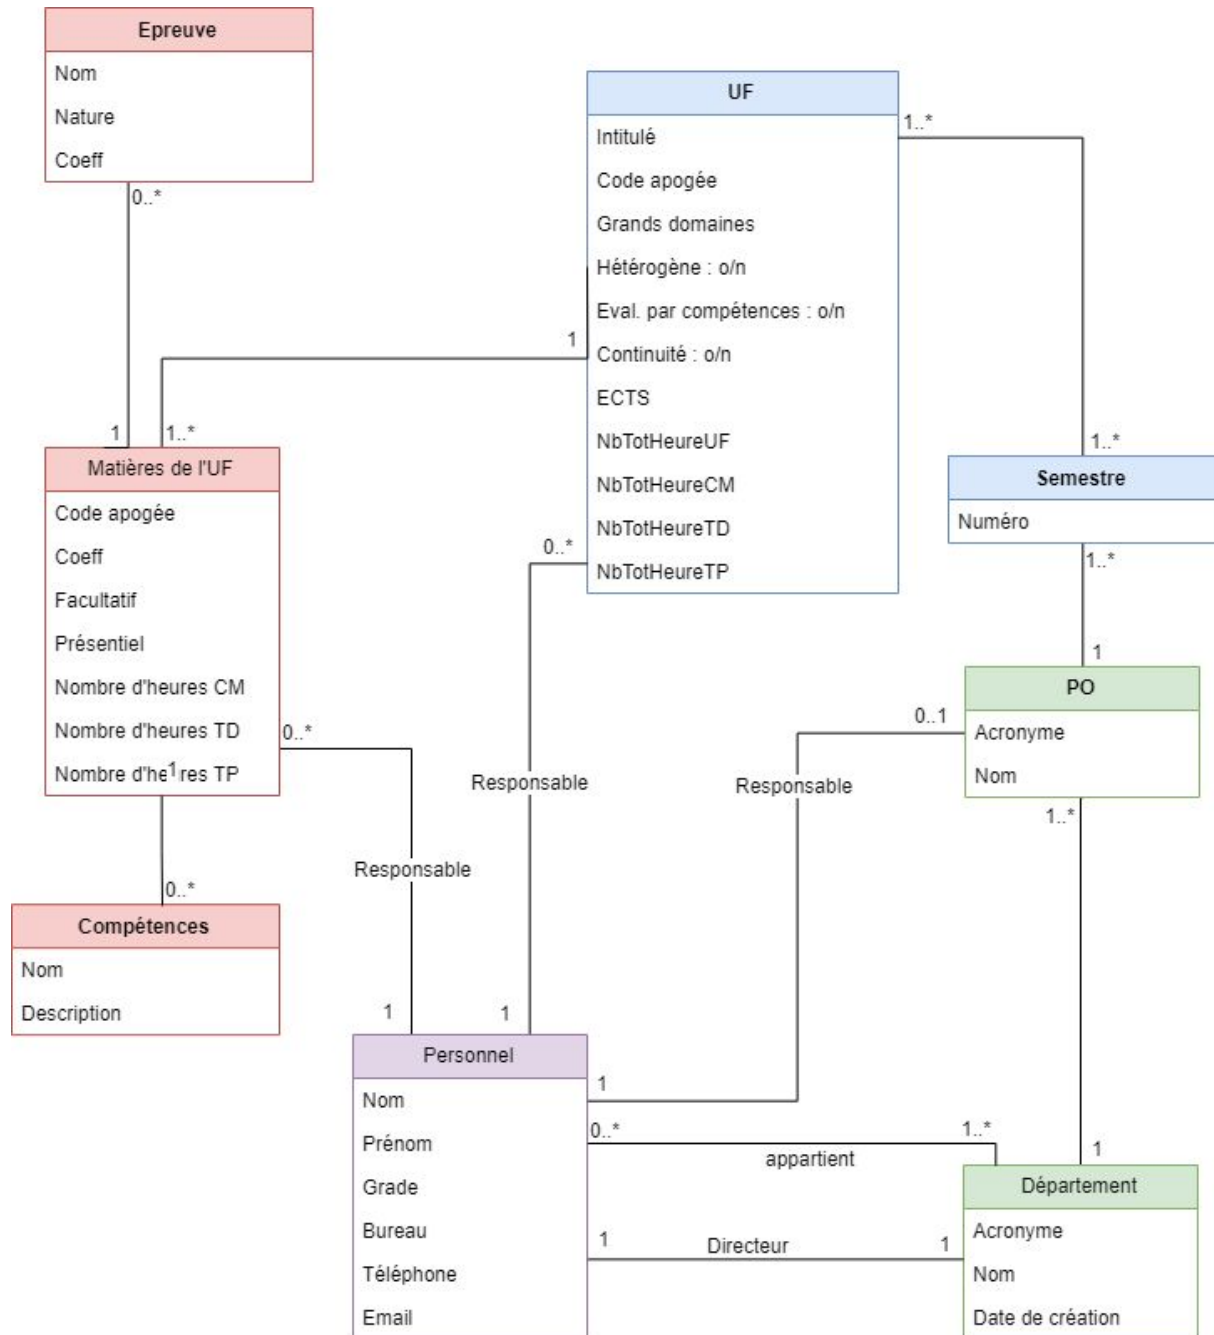 Epreuve
Nom
Nature
Coeff
0..*
1
1..*
UF
Intitulé
Code apogée
Grands domaines
Hétérogène : o/n
Eval. par compétences : o/n
Continuité : o/n
ECTS
NbTotHeureUF
NbTotHeureCM
NbTotHeureTD
NbTotHeureTP
1..*
1
0..*
1..*
Semestre
Numéro
1..*
1
Matières de l'UF
Code apogée
Coeff
Facultatif
Présentiel
Nombre d'heures CM
Nombre d'heures TD
Nombre d'heures TP
0..*
1
0..*
Responsable
Responsable
Responsable
0..1
PO
Acronyme
Nom
1..*
Compétences
Nom
Description
1
1
1
Personnel
Nom
Prénom
Grade
Bureau
Téléphone
Email
0..*
1..*
appartient
1
Directeur
1
1
Département
Acronyme
Nom
Date de création